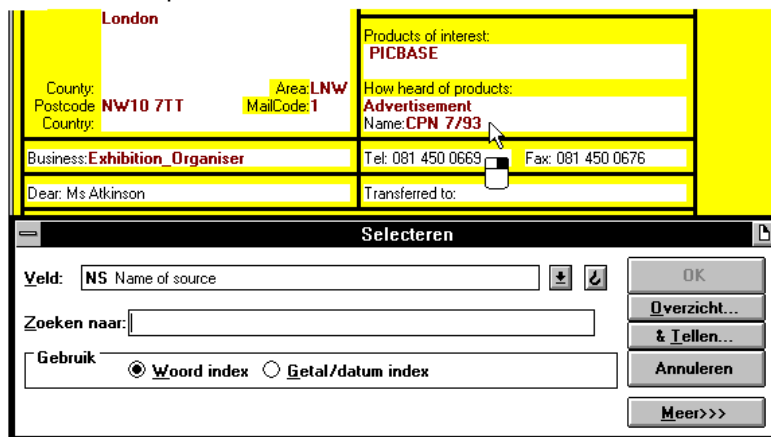 London
Products of interest:
PICBASE
County: Area:LNW How heard of products:
Postcode NW10 7TT MailCode:1 Advertisement
Country: Name:CPN 7/93
Business:Exhibition_Organiser Tel: 081 450 0669 Fax: 081 450 0676
Dear: Ms Atkinson Transferred to:
Selecteren
Veld: NS Name of source OK
Overzicht...
Zoeken naar:
& Tellen...
Gebruik
Woord index Getal/datum index Annuleren
Meer>>>